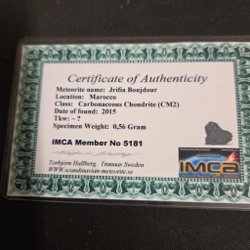 Certificate of Authenticity
Meteorite name: Jrifia Boujdour
Location: Marocco
Class: Carbonaceous Chondrite (CM2)
Date of found: 2015
Tkw: ~ ?
Specimen Weight: 0,56 Gram
IMCA Member No 5181
IMCA
Torbjörn Hallberg, Tranuas Sweden
www.scandinavian-meteorite.se